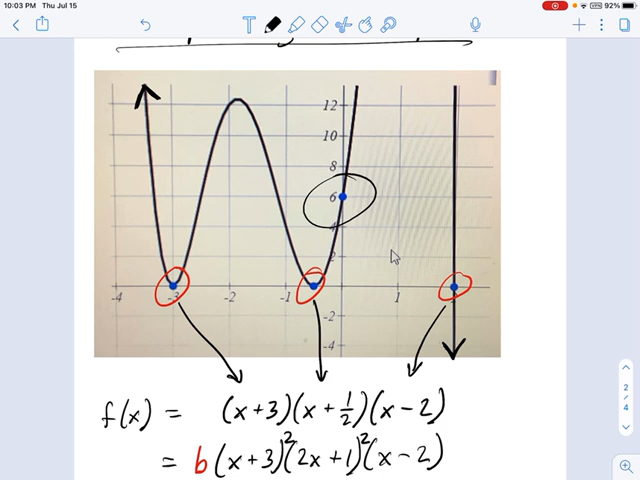 10:03 PM Thu Jul 15
92%
T
12
10
8
6
4
2
-4 -3 -2 -1 1
-2
-4
f(x) = (x+3)(x+½)(x−2)
= b(x+3)²(2x+1)²(x−2)
2
/
4